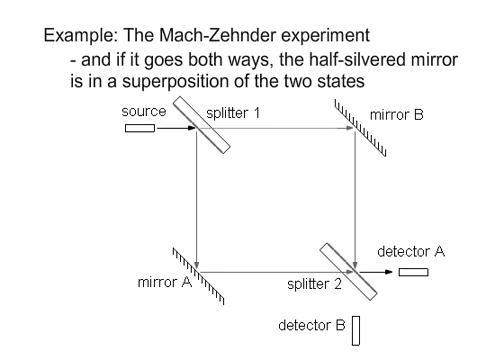 Example: The Mach-Zehnder experiment
- and if it goes both ways, the half-silvered mirror
is in a superposition of the two states
source
splitter 1
mirror B
detector A
mirror A
splitter 2
detector B